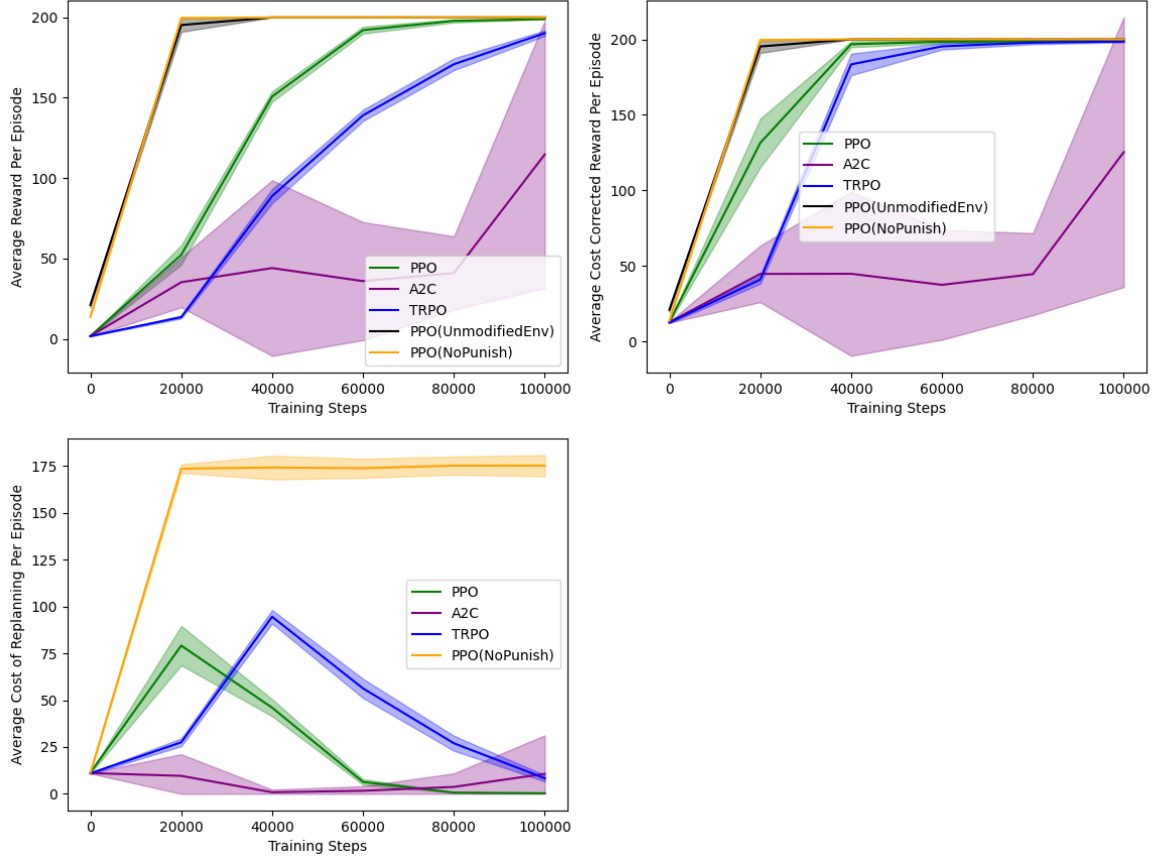 Average Reward Per Episode
200
150
100
50
0
PPO
A2C
TRPO
PPO(UnmodifiedEnv)
PPO(NoPunish)
0 20000 40000 60000 80000 100000
Training Steps
Average Cost Corrected Reward Per Episode
200
150
100
50
0
PPO
A2C
TRPO
PPO(UnmodifiedEnv)
PPO(NoPunish)
0 20000 40000 60000 80000 100000
Training Steps
Average Cost of Replanning Per Episode
175
150
125
100
75
50
25
0
PPO
A2C
TRPO
PPO(NoPunish)
0 20000 40000 60000 80000 100000
Training Steps